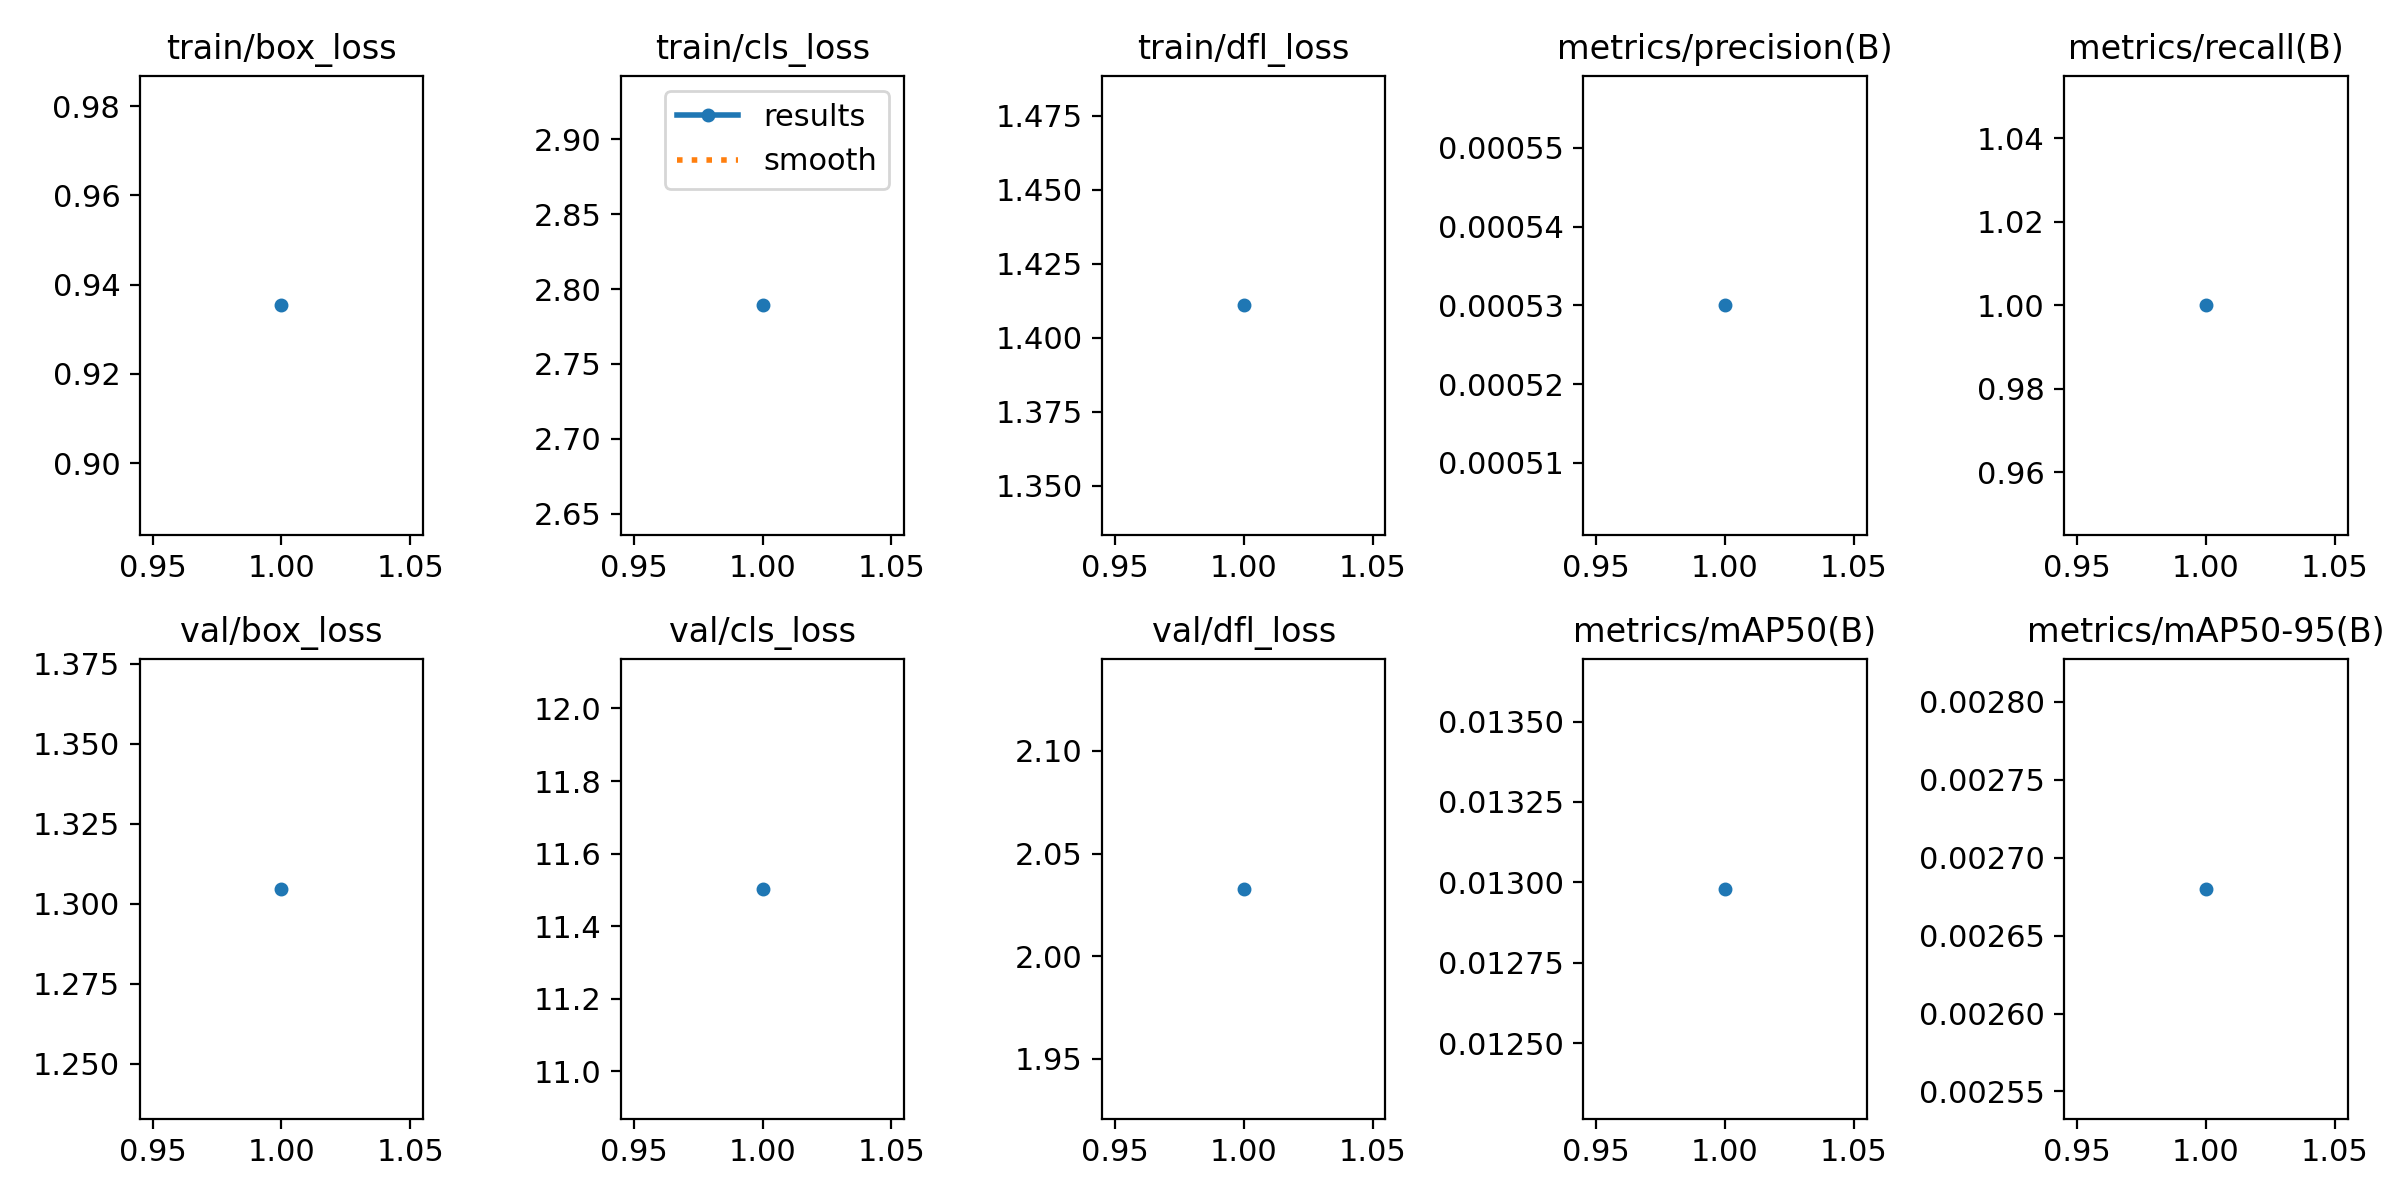 train/box_loss
0.98
0.96
0.94
0.92
0.90
0.95 1.00 1.05
train/cls_loss
results
smooth
2.90
2.85
2.80
2.75
2.70
2.65
0.95 1.00 1.05
train/dfl_loss
1.475
1.450
1.425
1.400
1.375
1.350
0.95 1.00 1.05
metrics/precision(B)
0.00055
0.00054
0.00053
0.00052
0.00051
0.95 1.00 1.05
metrics/recall(B)
1.04
1.02
1.00
0.98
0.96
0.95 1.00 1.05
val/box_loss
1.375
1.350
1.325
1.300
1.275
1.250
0.95 1.00 1.05
val/cls_loss
12.0
11.8
11.6
11.4
11.2
11.0
0.95 1.00 1.05
val/dfl_loss
2.10
2.05
2.00
1.95
0.95 1.00 1.05
metrics/mAP50(B)
0.01350
0.01325
0.01300
0.01275
0.01250
0.95 1.00 1.05
metrics/mAP50-95(B)
0.00280
0.00275
0.00270
0.00265
0.00260
0.00255
0.95 1.00 1.05